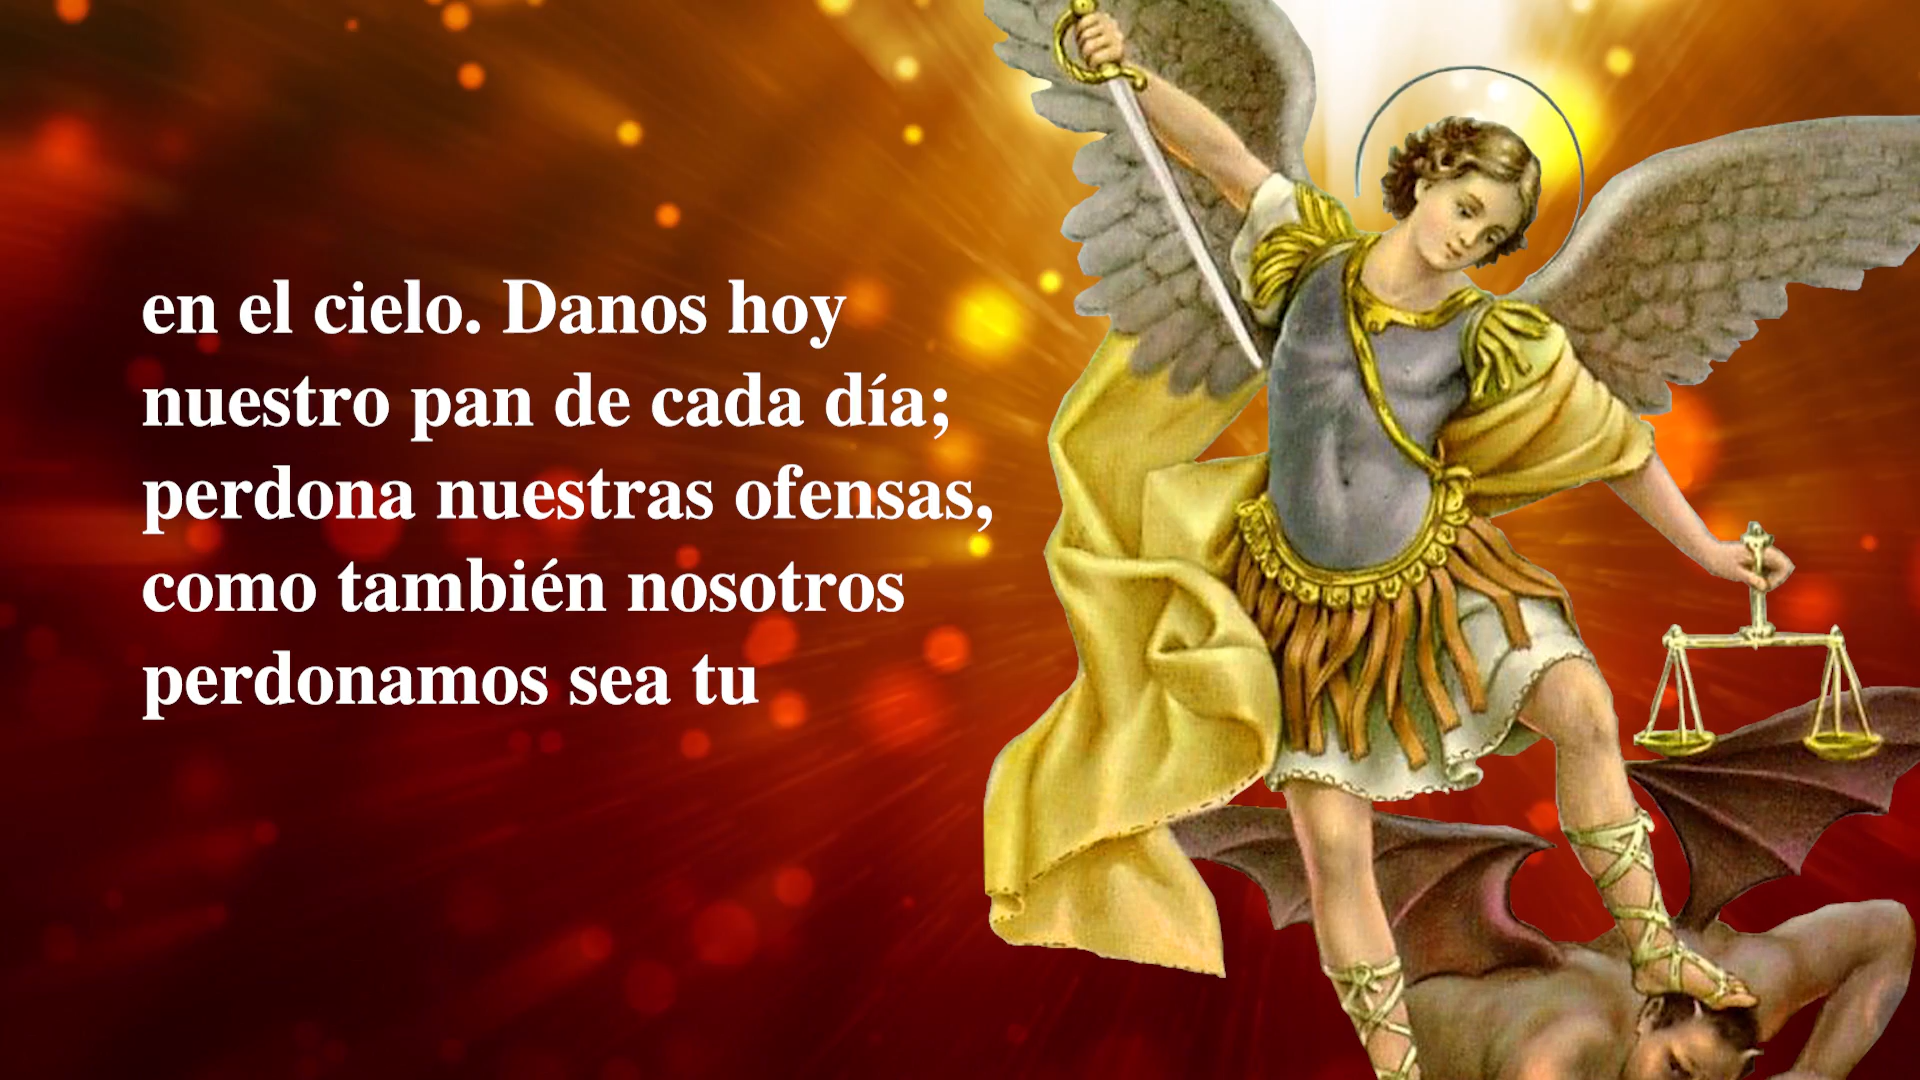 en el cielo. Danos hoy
nuestro pan de cada día;
perdona nuestras ofensas,
como también nosotros
perdonamos sea tu